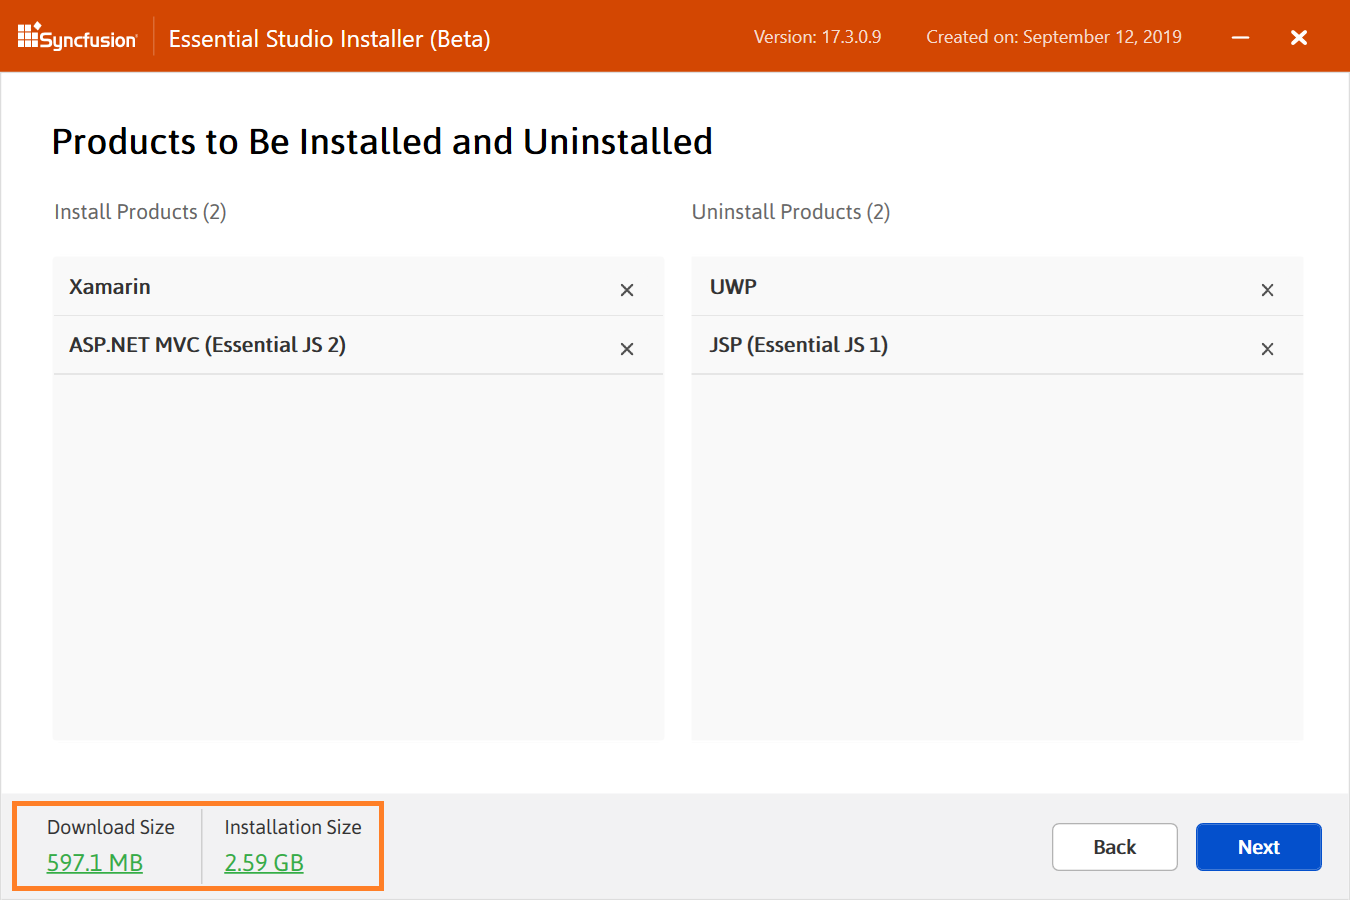 Syncfusion
Essential Studio Installer (Beta)
Version: 17.3.0.9
Created on: September 12, 2019
Products to Be Installed and Uninstalled
Install Products (2)
Uninstall Products (2)
Xamarin
UWP
ASP.NET MVC (Essential JS 2)
JSP (Essential JS 1)
Download Size
Installation Size
597.1 MB
2.59 GB
Back
Next